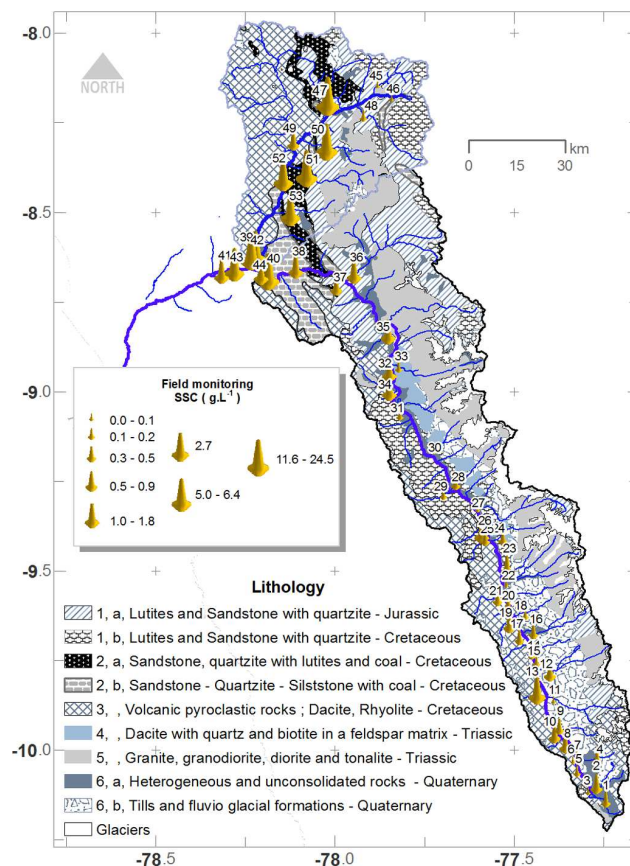 -8.0
NORTH
45
46
47
48
49
50
km
0 15 30
52
51
-8.5
53
39
42
41
43
38
36
44
40
37
35
33
32
-9.0
34
31
Field monitoring
SSC ( g.L⁻¹ )
0.0 - 0.1
0.1 - 0.2
0.3 - 0.5
0.5 - 0.9
1.0 - 1.8
2.7
5.0 - 6.4
11.6 - 24.5
30
28
29
27
26
25
24
23
-9.5
22
21
20
19
18
17
16
14
15
13
12
11
-10.0
10
9
8
7
6
5
4
2
3
1
Lithology
1, a, Lutites and Sandstone with quartzite - Jurassic
1, b, Lutites and Sandstone with quartzite - Cretaceous
2, a, Sandstone, quartzite with lutites and coal - Cretaceous
2, b, Sandstone - Quartzite - Silststone with coal - Cretaceous
3, , Volcanic pyroclastic rocks ; Dacite, Rhyolite - Cretaceous
4, , Dacite with quartz and biotite in a feldspar matrix - Triassic
5, , Granite, granodiorite, diorite and tonalite - Triassic
6, a, Heterogeneous and unconsolidated rocks - Quaternary
6, b, Tills and fluvio glacial formations - Quaternary
Glaciers
-78.5 -78.0 -77.5